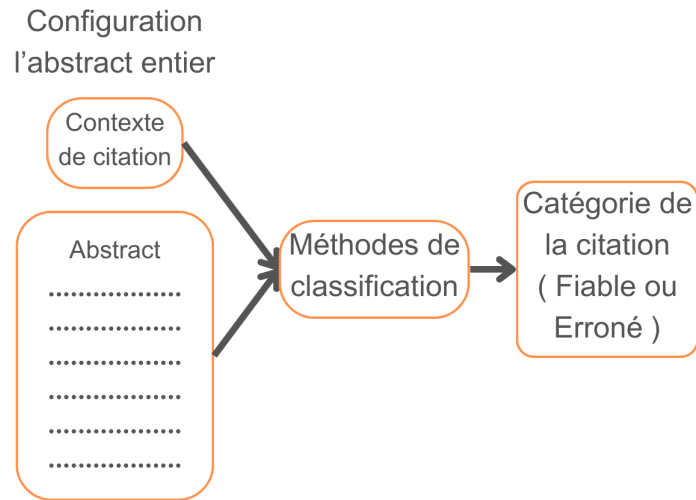 Configuration
l'abstract entier
Contexte
de citation
Abstract
...................
...................
...................
...................
...................
...................
Méthodes de
classification
Catégorie de
la citation
( Fiable ou
Erroné )